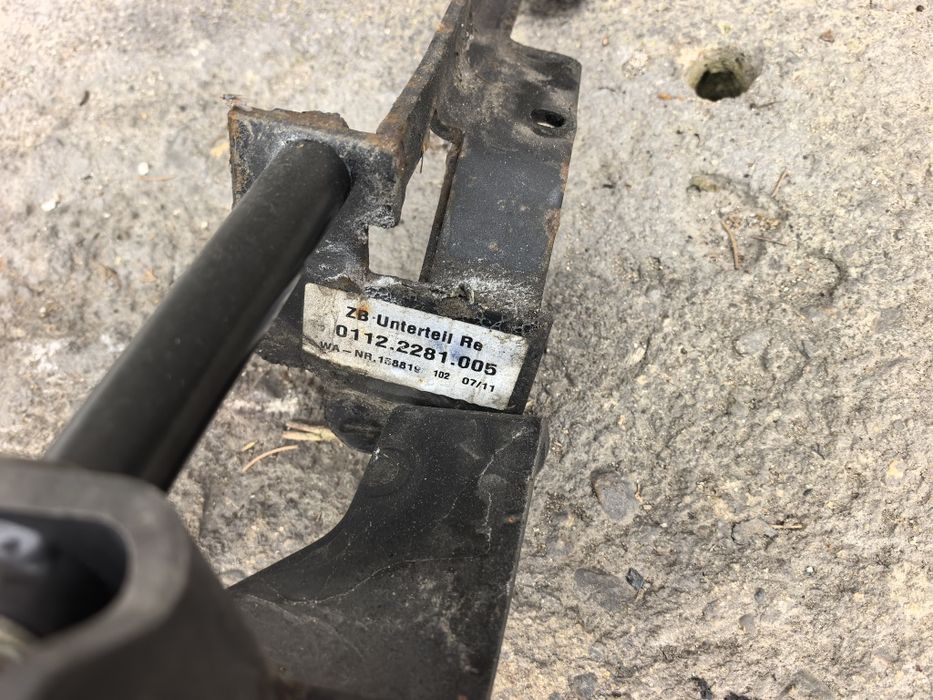 ZB-Unterteil Re
0112.2281.005
WA-NR.158819 102 07/11